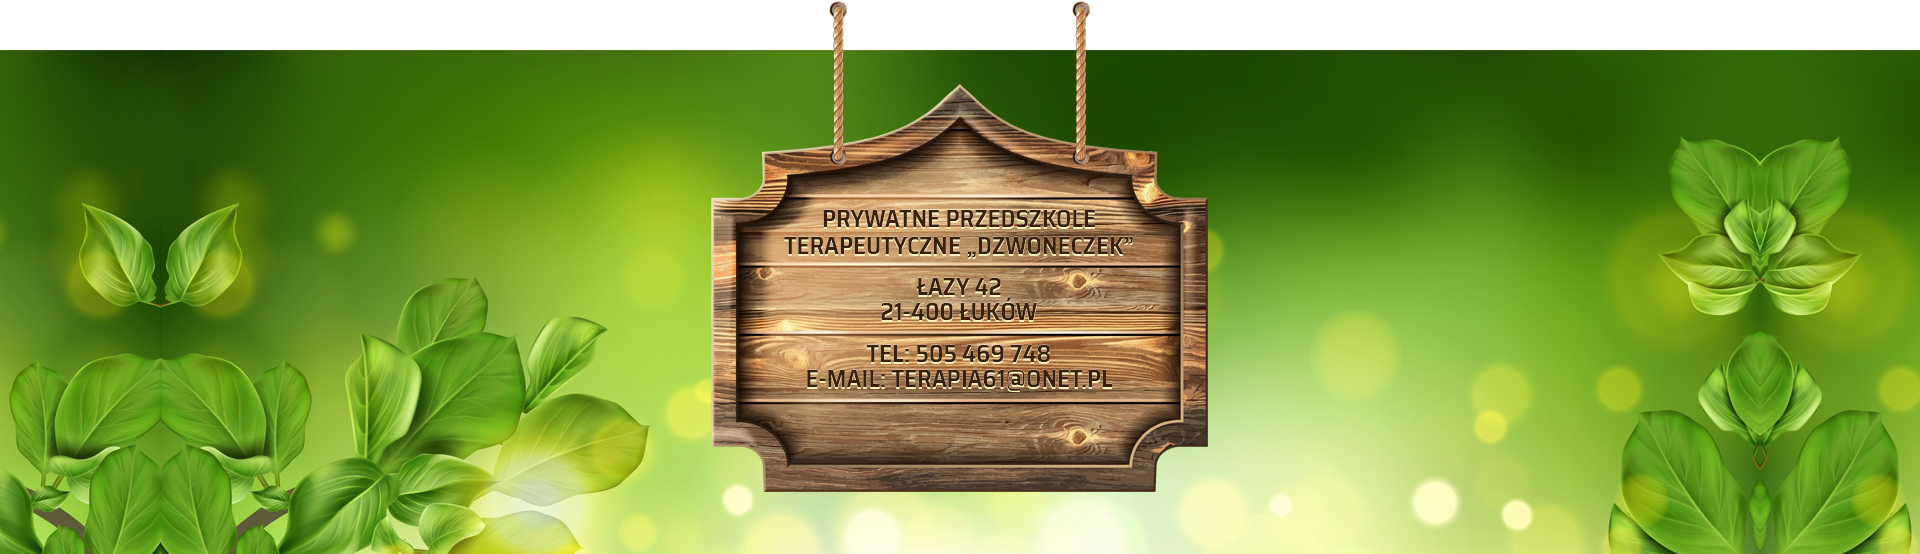 PRYWATNE PRZEDSZKOLE
TERAPEUTYCZNE „DZWONECZEK”
ŁAZY 42
21-400 ŁUKÓW
TEL: 505 469 748
E-MAIL: TERAPIA61@ONET.PL